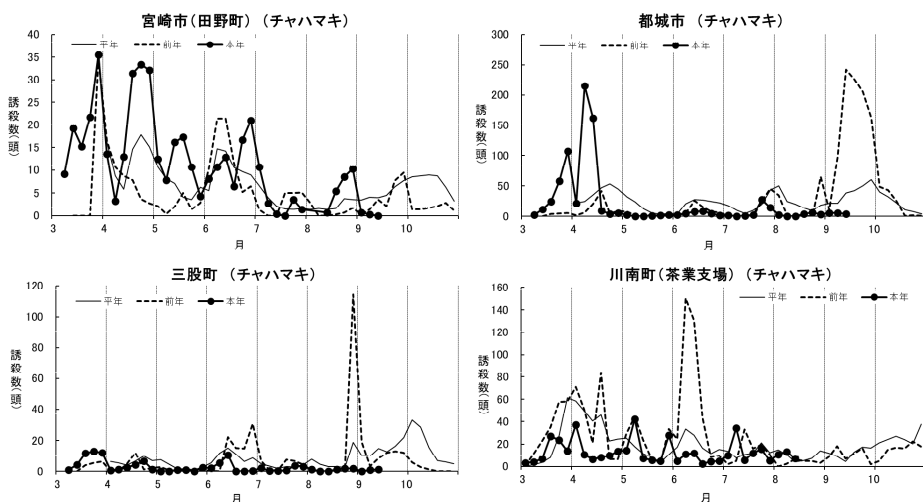 宮崎市(田野町) (チャハマキ)
平年 前年 本年
誘殺数(頭)
40
35
30
25
20
15
10
5
0
3 4 5 6 7 8 9 10
月
都城市 (チャハマキ)
平年 前年 本年
誘殺数(頭)
300
250
200
150
100
50
0
3 4 5 6 7 8 9 10
月
三股町 (チャハマキ)
平年 前年 本年
誘殺数(頭)
120
100
80
60
40
20
0
3 4 5 6 7 8 9 10
月
川南町(茶業支場) (チャハマキ)
平年 前年 本年
誘殺数(頭)
160
140
120
100
80
60
40
20
0
3 4 5 6 7 8 9 10
月